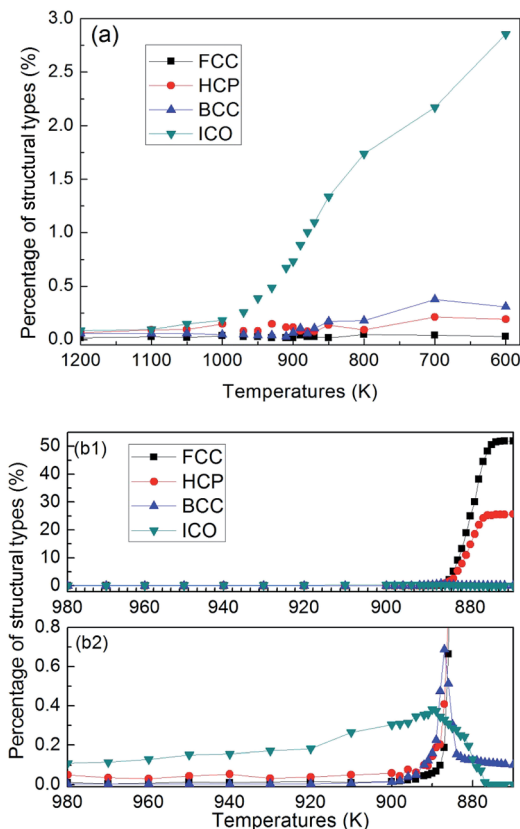 (a)
FCC
HCP
BCC
ICO
Percentage of structural types (%)
3.0
2.5
2.0
1.5
1.0
0.5
0.0
1200 1100 1000 900 800 700 600
Temperatures (K)
(b1)
FCC
HCP
BCC
ICO
50
40
30
20
10
0
980 960 940 920 900 880
Temperatures (K)
Percentage of structural types (%)
(b2)
0.8
0.6
0.4
0.2
0.0
980 960 940 920 900 880
Temperatures (K)